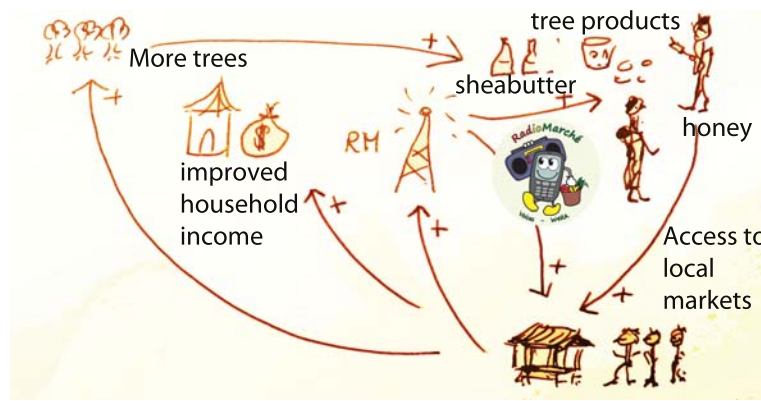 More trees
tree products
sheabutter
honey
RM
RadioMarché
improved
household
income
$
Access to
local
markets